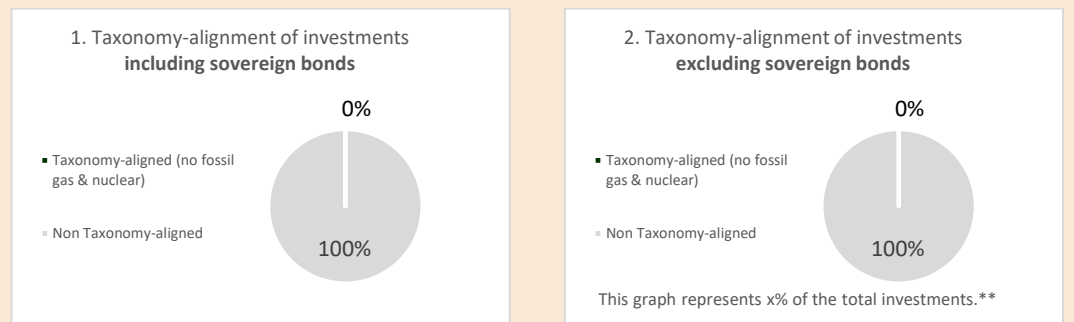 1. Taxonomy-alignment of investments
including sovereign bonds
0%
Taxonomy-aligned (no fossil
gas & nuclear)
Non Taxonomy-aligned
100%
2. Taxonomy-alignment of investments
excluding sovereign bonds
0%
Taxonomy-aligned (no fossil
gas & nuclear)
Non Taxonomy-aligned
100%
This graph represents x% of the total investments.**